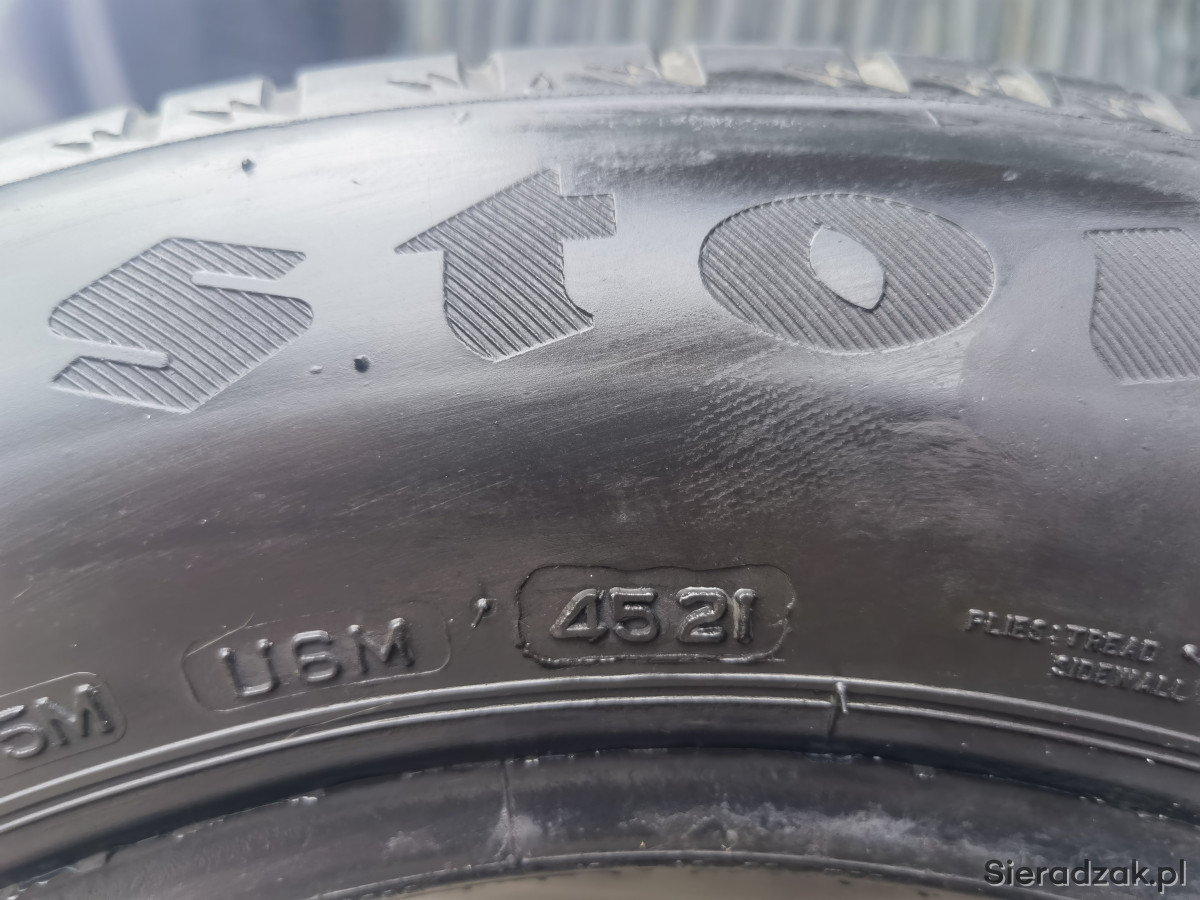 sto
5M U6M 4521
PLIES: TREAD
SIDEWALL
Sieradzak.pl